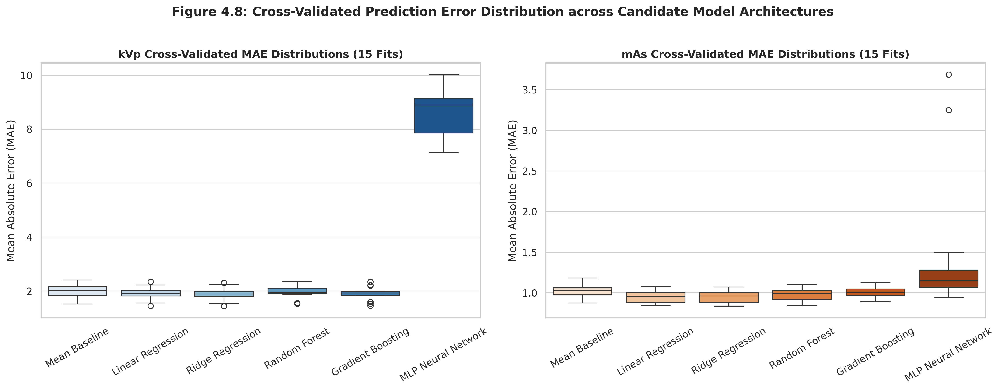 Figure 4.8: Cross-Validated Prediction Error Distribution across Candidate Model Architectures
kVp Cross-Validated MAE Distributions (15 Fits)
Mean Absolute Error (MAE)
10
8
6
4
2
Mean Baseline
Linear Regression
Ridge Regression
Random Forest
Gradient Boosting
MLP Neural Network
mAs Cross-Validated MAE Distributions (15 Fits)
Mean Absolute Error (MAE)
3.5
3.0
2.5
2.0
1.5
1.0
Mean Baseline
Linear Regression
Ridge Regression
Random Forest
Gradient Boosting
MLP Neural Network